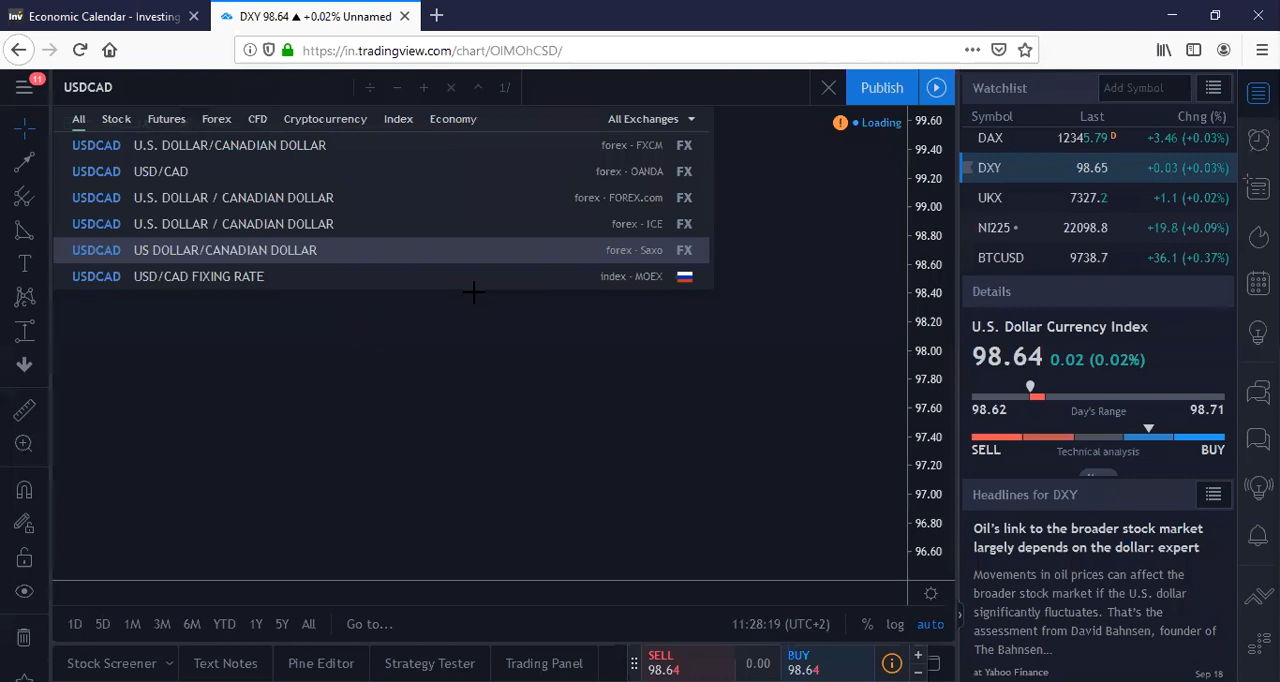 Economic Calendar - Investing
DXY 98.64 ▲ +0.02% Unnamed
https://in.tradingview.com/chart/OlMOhCSD/
11
USDCAD
÷ − + × ^ 1/
Publish
All Stock Futures Forex CFD Cryptocurrency Index Economy All Exchanges
USDCAD U.S. DOLLAR/CANADIAN DOLLAR forex - FXCM FX
USDCAD USD/CAD forex - OANDA FX
USDCAD U.S. DOLLAR / CANADIAN DOLLAR forex - FOREX.com FX
USDCAD U.S. DOLLAR / CANADIAN DOLLAR forex - ICE FX
USDCAD US DOLLAR/CANADIAN DOLLAR forex - Saxo FX
USDCAD USD/CAD FIXING RATE index - MOEX
! Loading
99.60
99.40
99.20
99.00
98.80
98.60
98.40
98.20
98.00
97.80
97.60
97.40
97.20
97.00
96.80
96.60
1D 5D 1M 3M 6M YTD 1Y 5Y All Go to... 11:28:19 (UTC+2) % log auto
Stock Screener Text Notes Pine Editor Strategy Tester Trading Panel
SELL 98.64 0.00 BUY 98.64
Watchlist Add Symbol
Symbol Last Chng (%)
DAX 12345.79 D +3.46 (+0.03%)
DXY 98.65 +0.03 (+0.03%)
UKX 7327.2 +1.1 (+0.02%)
NI225 22098.8 +19.8 (+0.09%)
BTCUSD 9738.7 +36.1 (+0.37%)
Details
U.S. Dollar Currency Index
98.64 0.02 (0.02%)
98.62 Day's Range 98.71
SELL Technical analysis BUY
Headlines for DXY
Oil's link to the broader stock market
largely depends on the dollar: expert
Movements in oil prices can affect the
broader stock market if the U.S. dollar
significantly fluctuates. That's the
assessment from David Bahnsen, founder of
The Bahnsen...
at Yahoo Finance Sep 18